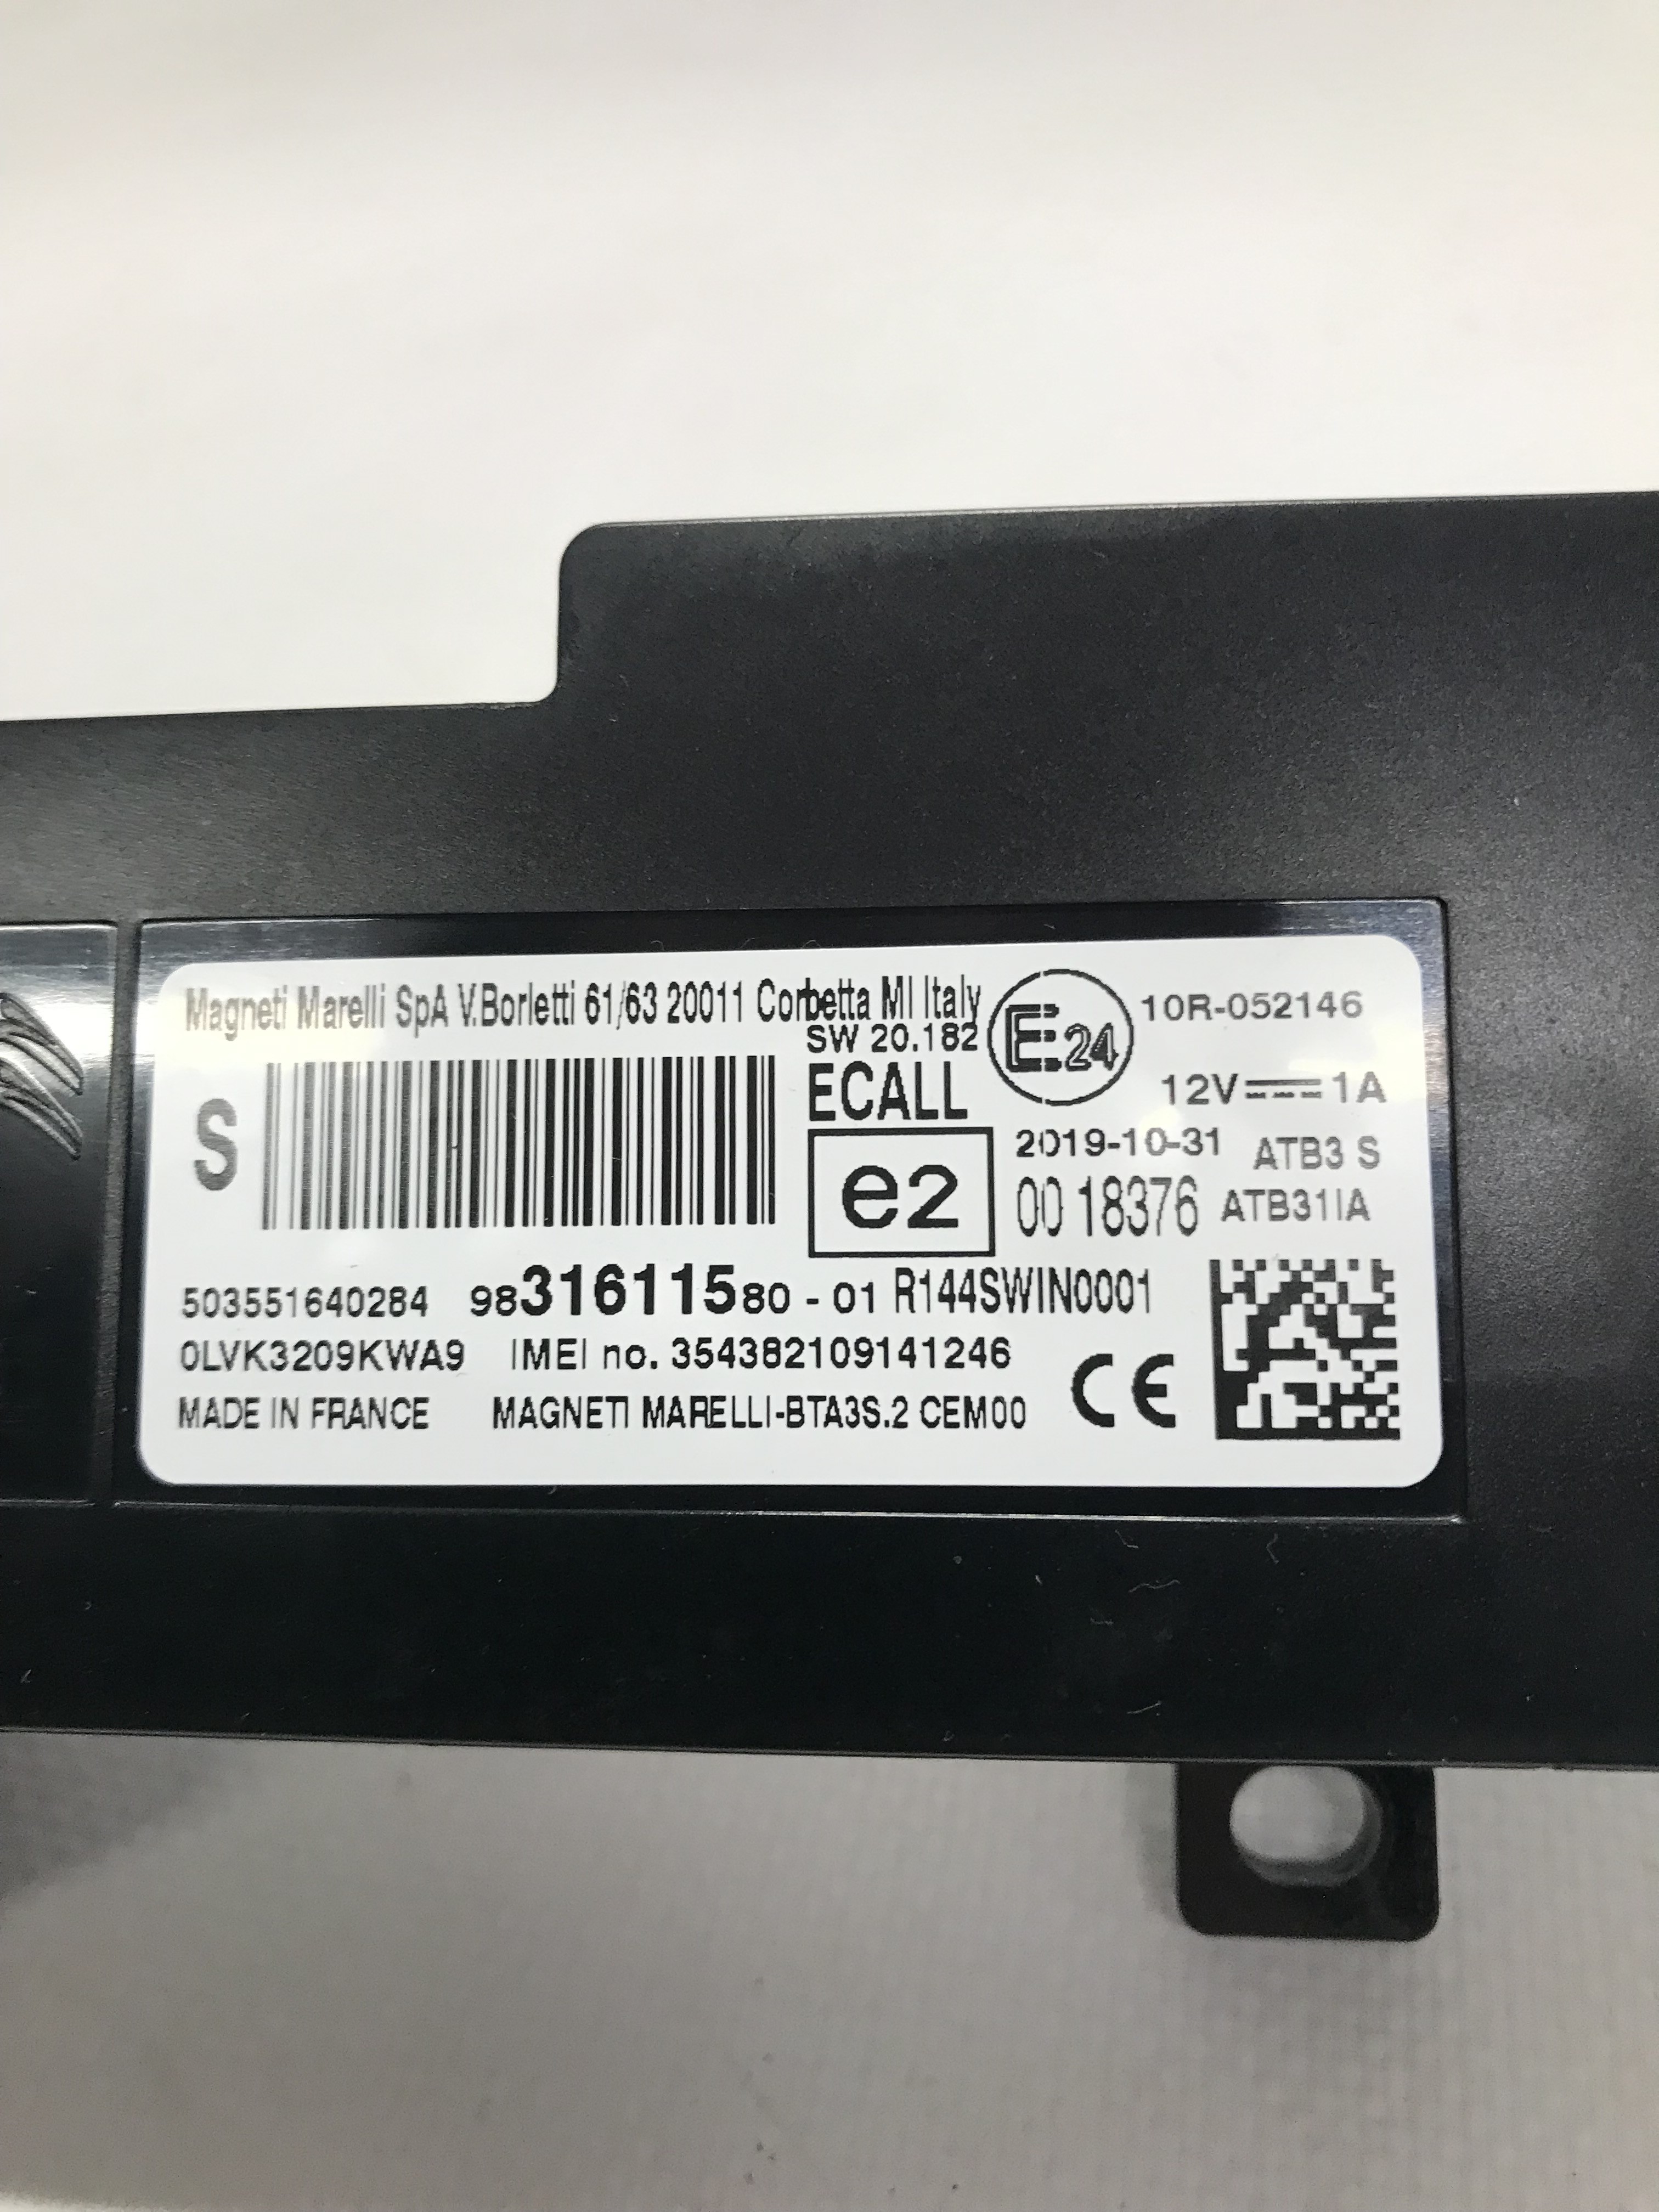 Magneti Marelli SpA V.Borletti 61/63 20011 Corbetta MI Italy
SW 20.182
E24
10R-052146
ECALL
12V 1A
S
e2
2019-10-31 ATB3 S
00 18376 ATB31IA
503551640284 9831611580 - 01 R144SWIN0001
0LVK3209KWA9 IMEI no. 354382109141246
MADE IN FRANCE MAGNETI MARELLI-BTA3S.2 CEM00
CE